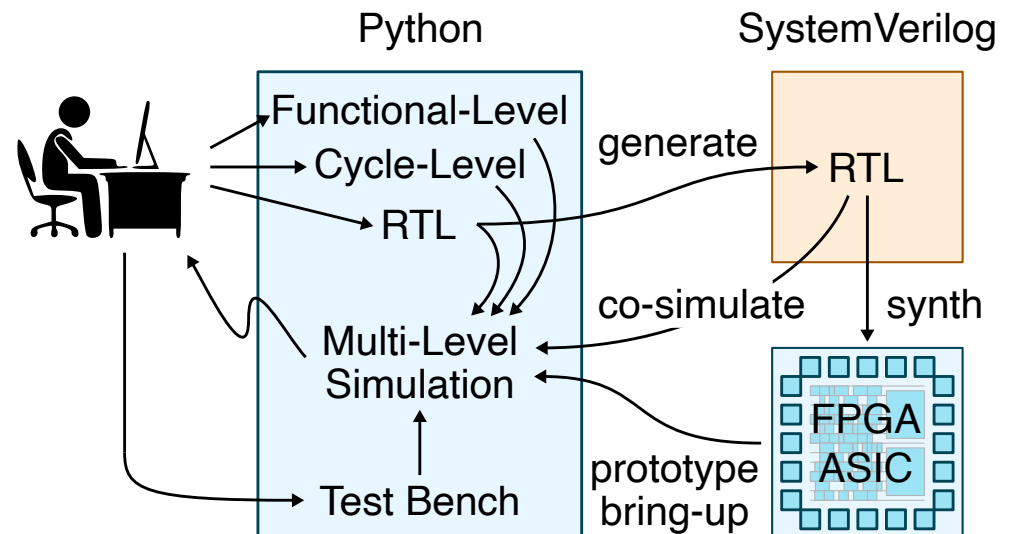 Python
SystemVerilog
Functional-Level
Cycle-Level
RTL
generate
RTL
co-simulate
synth
Multi-Level
Simulation
FPGA
ASIC
prototype
bring-up
Test Bench